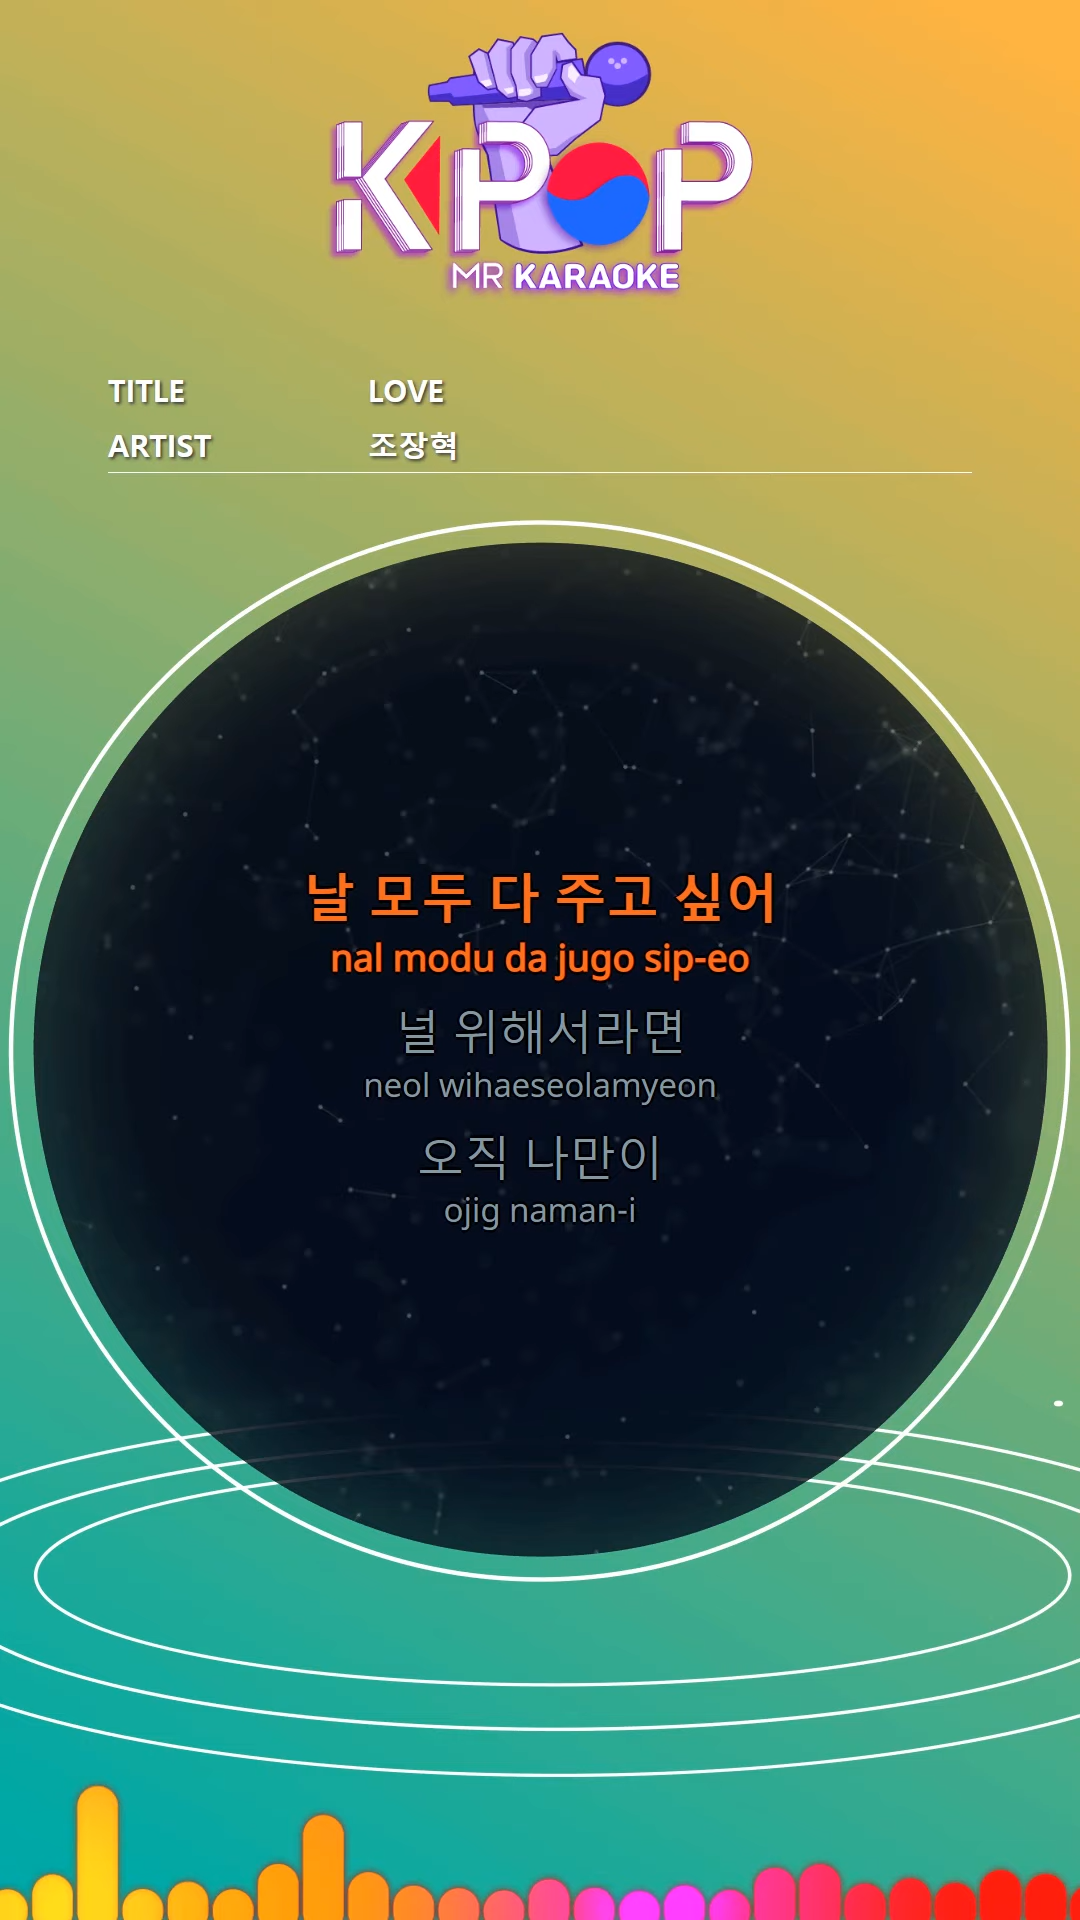 KPOP
MR KARAOKE
TITLE LOVE
ARTIST 조장혁
날 모두 다 주고 싶어
nal modu da jugo sip-eo
널 위해서라면
neol wihaeseolamyeon
오직 나만이
ojig naman-i